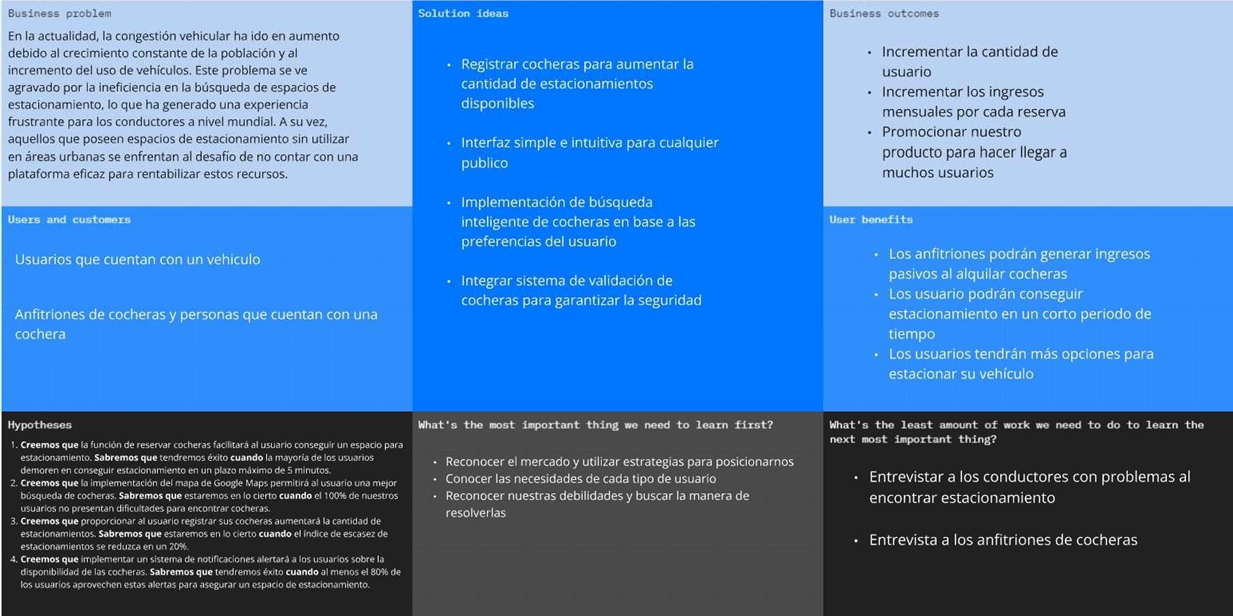 Business problem
En la actualidad, la congestión vehicular ha ido en aumento
debido al crecimiento constante de la población y al
incremento del uso de vehículos. Este problema se ve
agravado por la ineficiencia en la búsqueda de espacios de
estacionamiento, lo que ha generado una experiencia
frustrante para los conductores a nivel mundial. A su vez,
aquellos que poseen espacios de estacionamiento sin utilizar
en áreas urbanas se enfrentan al desafío de no contar con una
plataforma eficaz para rentabilizar estos recursos.
Users and customers
Usuarios que cuentan con un vehiculo
Anfitriones de cocheras y personas que cuentan con una
cochera
Solution ideas
• Registrar cocheras para aumentar la
cantidad de estacionamientos
disponibles
• Interfaz simple e intuitiva para cualquier
publico
• Implementación de búsqueda
inteligente de cocheras en base a las
preferencias del usuario
• Integrar sistema de validación de
cocheras para garantizar la seguridad
Business outcomes
• Incrementar la cantidad de
usuario
• Incrementar los ingresos
mensuales por cada reserva
• Promocionar nuestro
producto para hacer llegar a
muchos usuarios
User benefits
• Los anfitriones podrán generar ingresos
pasivos al alquilar cocheras
• Los usuario podrán conseguir
estacionamiento en un corto periodo de
tiempo
• Los usuarios tendrán más opciones para
estacionar su vehículo
Hypotheses
1. Creemos que la función de reservar cocheras facilitará al usuario conseguir un espacio para
estacionamiento. Sabremos que tendremos éxito cuando la mayoría de los usuarios
demoren en conseguir estacionamiento en un plazo máximo de 5 minutos.
2. Creemos que la implementación del mapa de Google Maps permitirá al usuario una mejor
búsqueda de cocheras. Sabremos que estaremos en lo cierto cuando el 100% de nuestros
usuarios no presentan dificultades para encontrar cocheras.
3. Creemos que proporcionar al usuario registrar sus cocheras aumentará la cantidad de
estacionamientos. Sabremos que estaremos en lo cierto cuando el índice de escasez de
estacionamientos se reduzca en un 20%.
4. Creemos que implementar un sistema de notificaciones alertará a los usuarios sobre la
disponibilidad de las cocheras. Sabremos que tendremos éxito cuando al menos el 80% de
los usuarios aprovechen estas alertas para asegurar un espacio de estacionamiento.
What's the most important thing we need to learn first?
• Reconocer el mercado y utilizar estrategias para posicionarnos
• Conocer las necesidades de cada tipo de usuario
• Reconocer nuestras debilidades y buscar la manera de
resolverlas
What's the least amount of work we need to do to learn the
next most important thing?
• Entrevistar a los conductores con problemas al
encontrar estacionamiento
• Entrevista a los anfitriones de cocheras